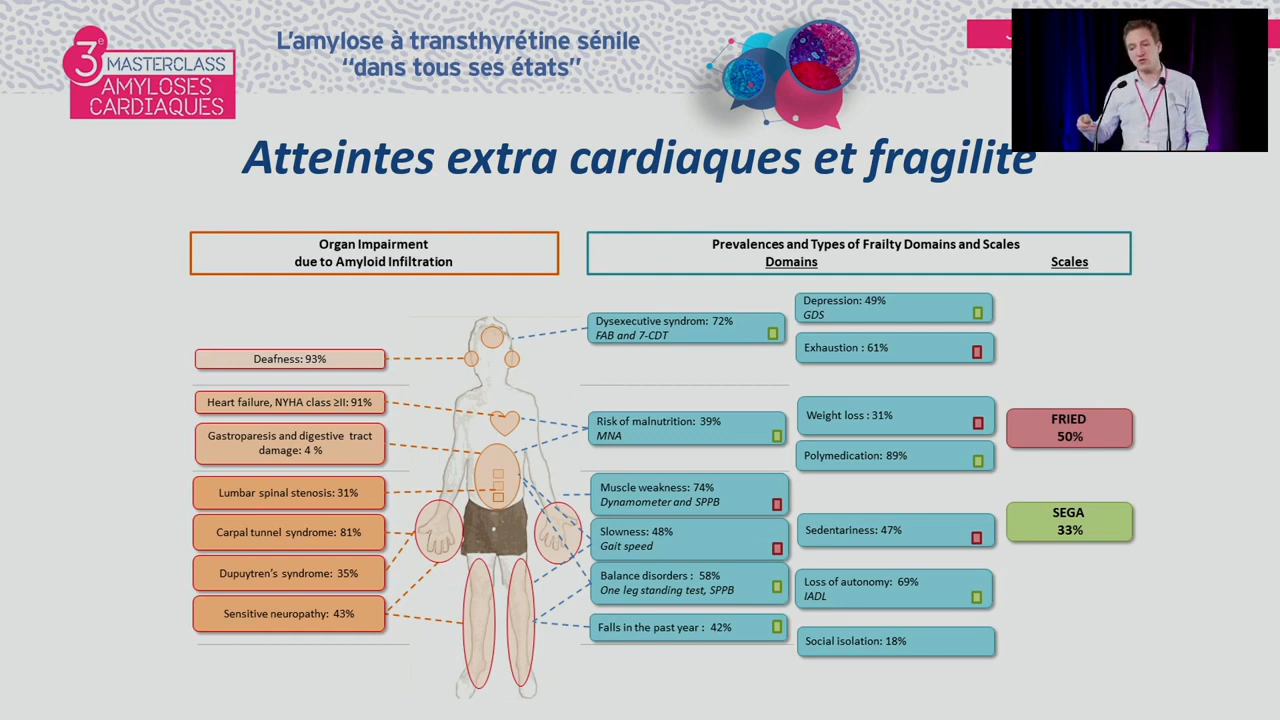 3e MASTERCLASS
AMYLOSES
CARDIAQUES
L'amylose à transthyrétine sénile
“dans tous ses états”
Atteintes extra cardiaques et fragilité
Organ Impairment
due to Amyloid Infiltration
Prevalences and Types of Frailty Domains and Scales
Domains
Scales
Deafness: 93%
Heart failure, NYHA class ≥II: 91%
Gastroparesis and digestive tract
damage: 4 %
Lumbar spinal stenosis: 31%
Carpal tunnel syndrome: 81%
Dupuytren's syndrome: 35%
Sensitive neuropathy: 43%
Dysexecutive syndrom: 72%
FAB and 7-CDT
Risk of malnutrition: 39%
MNA
Muscle weakness: 74%
Dynamometer and SPPB
Slowness: 48%
Gait speed
Balance disorders : 58%
One leg standing test, SPPB
Falls in the past year : 42%
Depression: 49%
GDS
Exhaustion : 61%
Weight loss : 31%
Polymedication: 89%
Sedentariness: 47%
Loss of autonomy: 69%
IADL
Social isolation: 18%
FRIED
50%
SEGA
33%